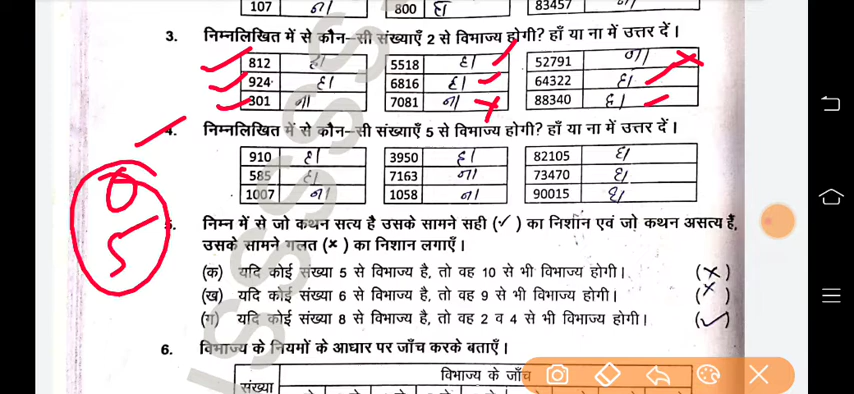 107 ना 800 हाँ 83457 ना
3. निम्नलिखित में से कौन–सी संख्याएँ 2 से विभाज्य होगी? हाँ या ना में उत्तर दें।
812 हा 5518 हा 52791 ना
924 हा 6816 हा 64322 हा
301 ना 7081 ना 88340 हा
4. निम्नलिखित में से कौन–सी संख्याएँ 5 से विभाज्य होगी? हाँ या ना में उत्तर दें।
910 हा 3950 हा 82105 हा
585 हा 7163 ना 73470 हा
1007 ना 1058 ना 90015 हा
0
5
5. निम्न में से जो कथन सत्य है उसके सामने सही (✓) का निशान एवं जो कथन असत्य हैं,
उसके सामने गलत (×) का निशान लगाएँ।
(क) यदि कोई संख्या 5 से विभाज्य है, तो वह 10 से भी विभाज्य होगी। (×)
(ख) यदि कोई संख्या 6 से विभाज्य है, तो वह 9 से भी विभाज्य होगी। (×)
(ग) यदि कोई संख्या 8 से विभाज्य है, तो वह 2 व 4 से भी विभाज्य होगी। (✓)
6. विभाज्य के नियमों के आधार पर जाँच करके बताएँ।
विभाज्य के जाँच
संख्या